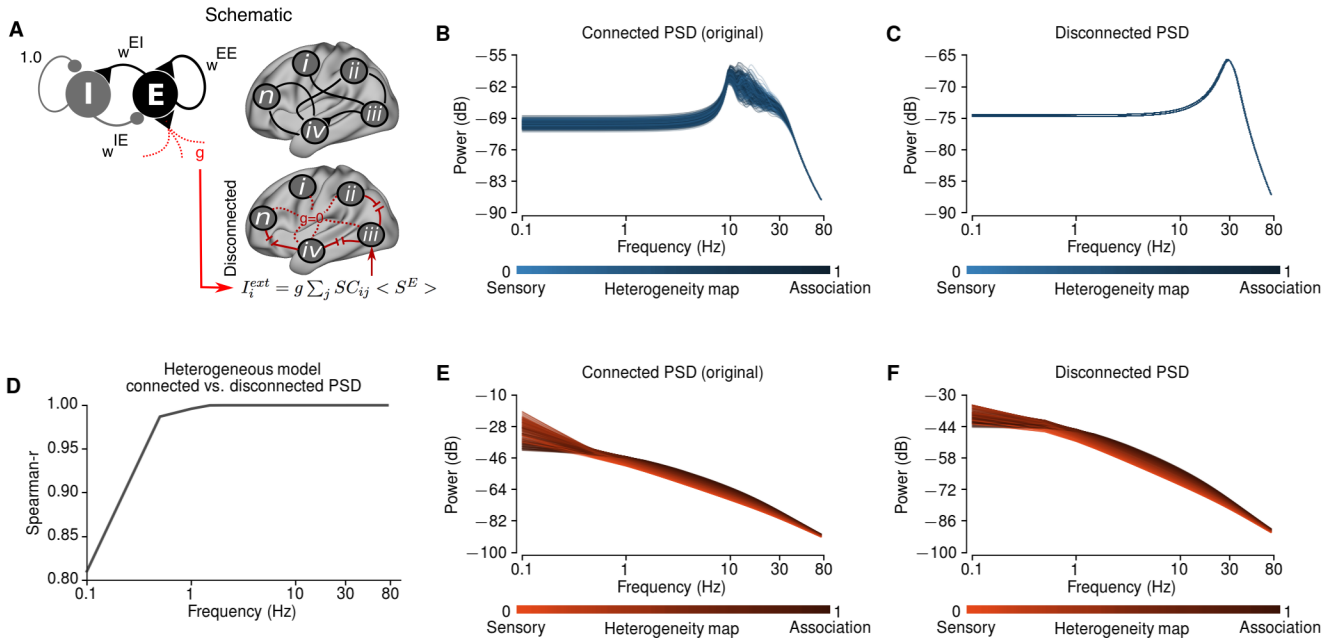 Schematic
A
1.0
w^EI
w^EE
I
E
w^IE
g
i
ii
n
iii
iv
Disconnected
i
ii
n
g=0
iii
iv
I_i^{ext} = g ∑_j SC_{ij} < S^E >
B
Connected PSD (original)
Power (dB)
−55
−62
−69
−76
−83
−90
0.1
1
10
30
80
Frequency (Hz)
0
1
Sensory
Heterogeneity map
Association
C
Disconnected PSD
Power (dB)
−65
−70
−75
−80
−85
−90
0.1
1
10
30
80
Frequency (Hz)
0
1
Sensory
Heterogeneity map
Association
D
Heterogeneous model
connected vs. disconnected PSD
Spearman-r
1.00
0.95
0.90
0.85
0.80
0.1
1
10
30
80
Frequency (Hz)
E
Connected PSD (original)
Power (dB)
−10
−28
−46
−64
−82
−100
0.1
1
10
30
80
Frequency (Hz)
0
1
Sensory
Heterogeneity map
Association
F
Disconnected PSD
Power (dB)
−30
−44
−58
−72
−86
−100
0.1
1
10
30
80
Frequency (Hz)
0
1
Sensory
Heterogeneity map
Association